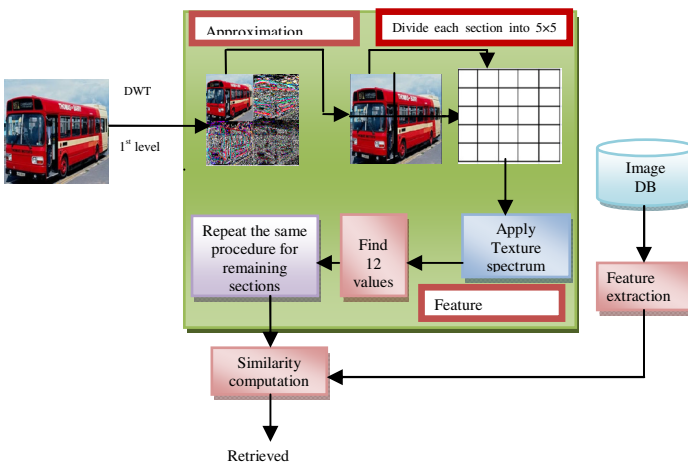 Approximation
Divide each section into 5×5
DWT
1st level
Image
DB
Repeat the same
procedure for
remaining
sections
Find
12
values
Apply
Texture
spectrum
Feature
extraction
Feature
Similarity
computation
Retrieved